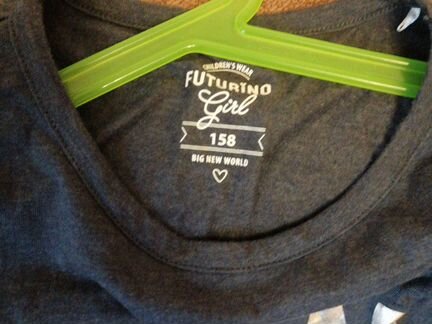 CHILDREN'S WEAR
FUTURINO
Girl
158
BIG NEW WORLD